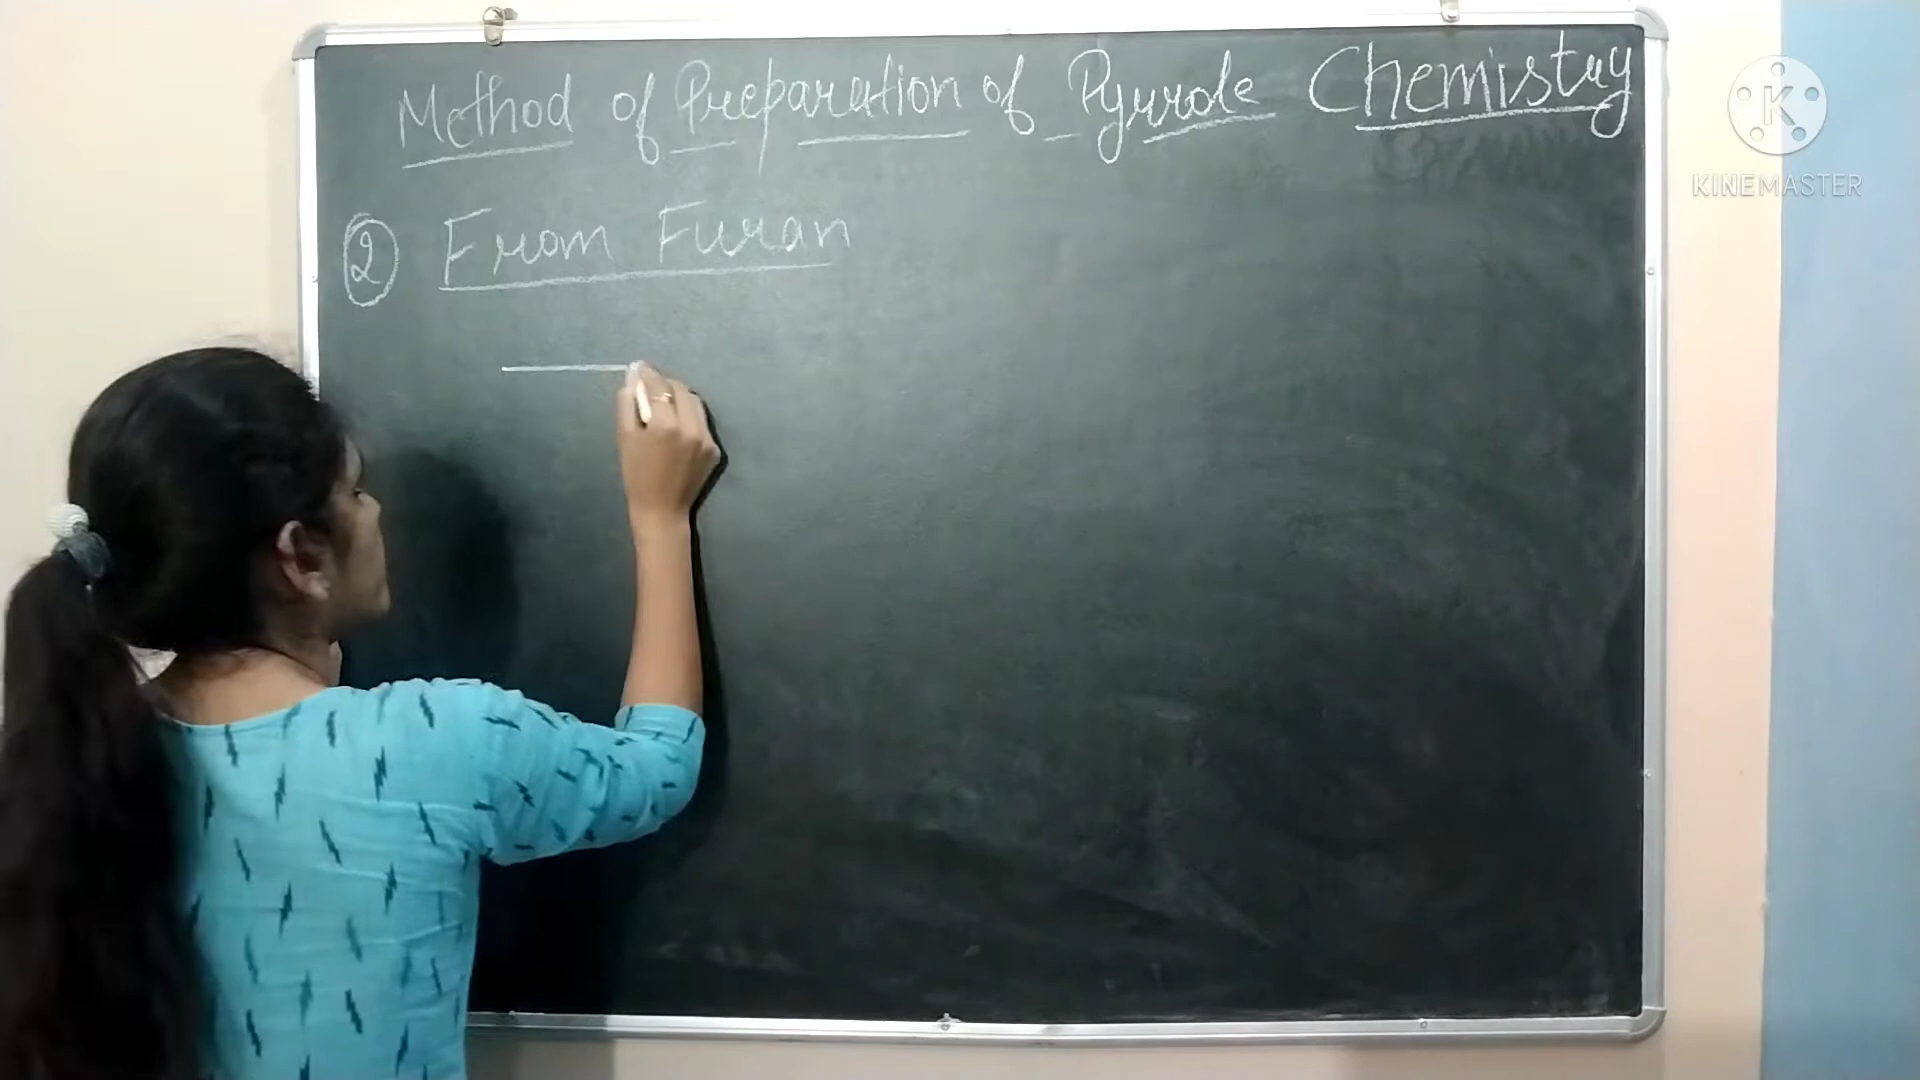 Method of Preparation of Pyrrole Chemistry
② From Furan
KINEMASTER